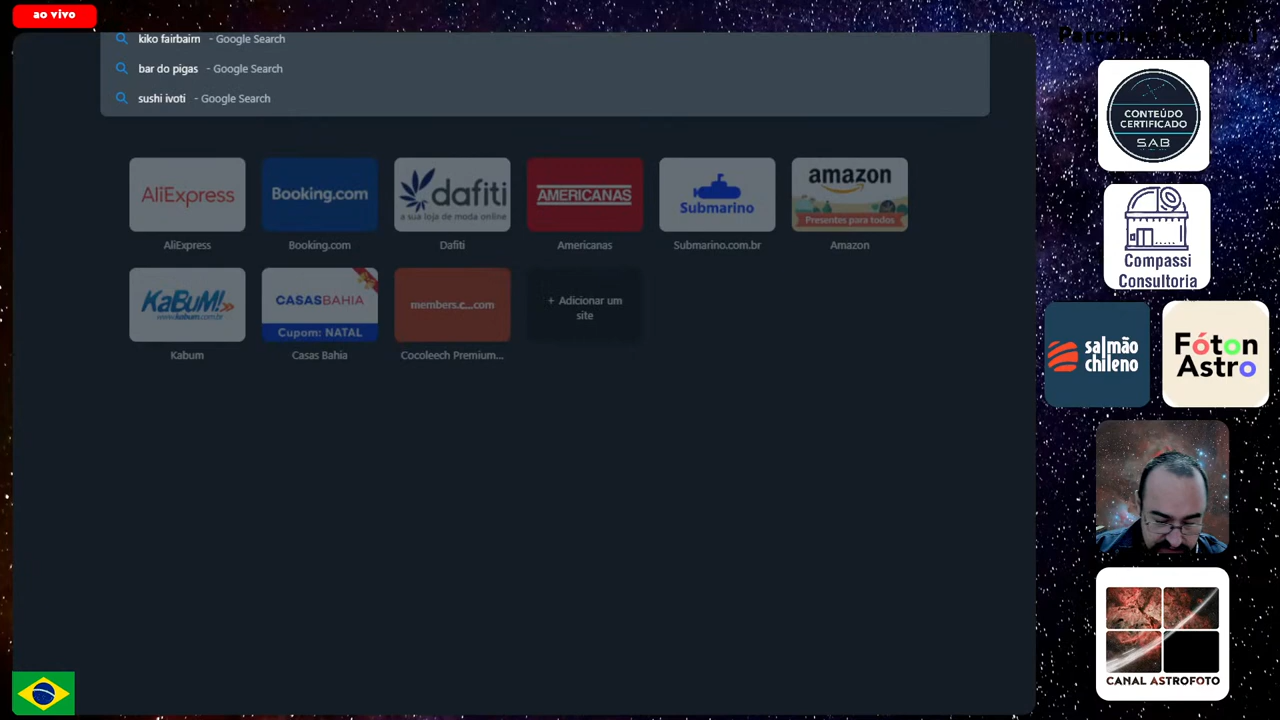 ao vivo
kiko fairbairn - Google Search
bar do pigas - Google Search
sushi ivoti - Google Search
AliExpress
Booking.com
dafiti
a sua loja de moda online
AMERICANAS
Submarino
amazon
Presentes para todos
AliExpress
Booking.com
Dafiti
Americanas
Submarino.com.br
Amazon
KaBuM!
www.kabum.com.br
CASASBAHIA
Cupom: NATAL
members.c...com
+ Adicionar um
site
Kabum
Casas Bahia
Cocoleech Premium...
CONTEÚDO
CERTIFICADO
SAB
Compassi
Consultoria
salmão
chileno
Fóton
Astro
CANAL ASTROFOTO